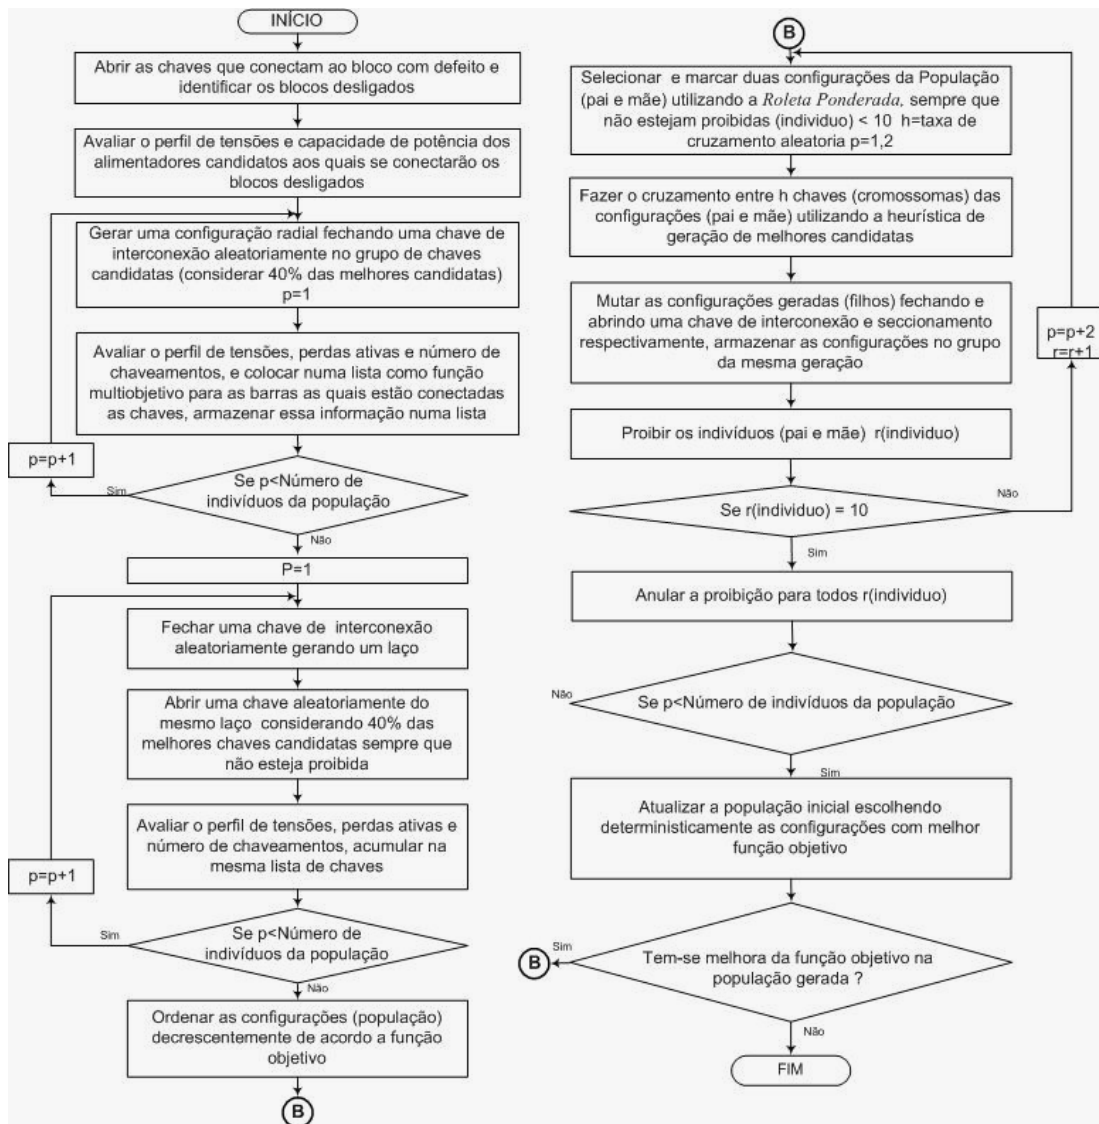 INÍCIO
Abrir as chaves que conectam ao bloco com defeito e
identificar os blocos desligados
Avaliar o perfil de tensões e capacidade de potência dos
alimentadores candidatos aos quais se conectarão os
blocos desligados
Gerar uma configuração radial fechando uma chave de
interconexão aleatoriamente no grupo de chaves
candidatas (considerar 40% das melhores candidatas)
p=1
Avaliar o perfil de tensões, perdas ativas e número de
chaveamentos, e colocar numa lista como função
multiobjetivo para as barras as quais estão conectadas
as chaves, armazenar essa informação numa lista
p=p+1
Sim
Se p<Número de
indivíduos da população
Não
P=1
Fechar uma chave de interconexão
aleatoriamente gerando um laço
Abrir uma chave aleatoriamente do
mesmo laço considerando 40% das
melhores chaves candidatas sempre que
não esteja proibida
Avaliar o perfil de tensões, perdas ativas e
número de chaveamentos, acumular na
mesma lista de chaves
p=p+1
Sim
Se p<Número de
indivíduos da população
Não
Ordenar as configurações (população)
decrescentemente de acordo a função
objetivo
B
B
Selecionar e marcar duas configurações da População
(pai e mãe) utilizando a Roleta Ponderada, sempre que
não estejam proibidas (individuo) < 10 h=taxa de
cruzamento aleatoria p=1,2
Fazer o cruzamento entre h chaves (cromossomas) das
configurações (pai e mãe) utilizando a heurística de
geração de melhores candidatas
Mutar as configurações geradas (filhos) fechando e
abrindo uma chave de interconexão e seccionamento
respectivamente, armazenar as configurações no grupo
da mesma geração
p=p+2
r=r+1
Proibir os indivíduos (pai e mãe) r(individuo)
Não
Se r(individuo) = 10
Sim
Anular a proibição para todos r(individuo)
Não
Se p<Número de indivíduos da população
Sim
Atualizar a população inicial escolhendo
deterministicamente as configurações com melhor
função objetivo
B
Sim
Tem-se melhora da função objetivo na
população gerada ?
Não
FIM